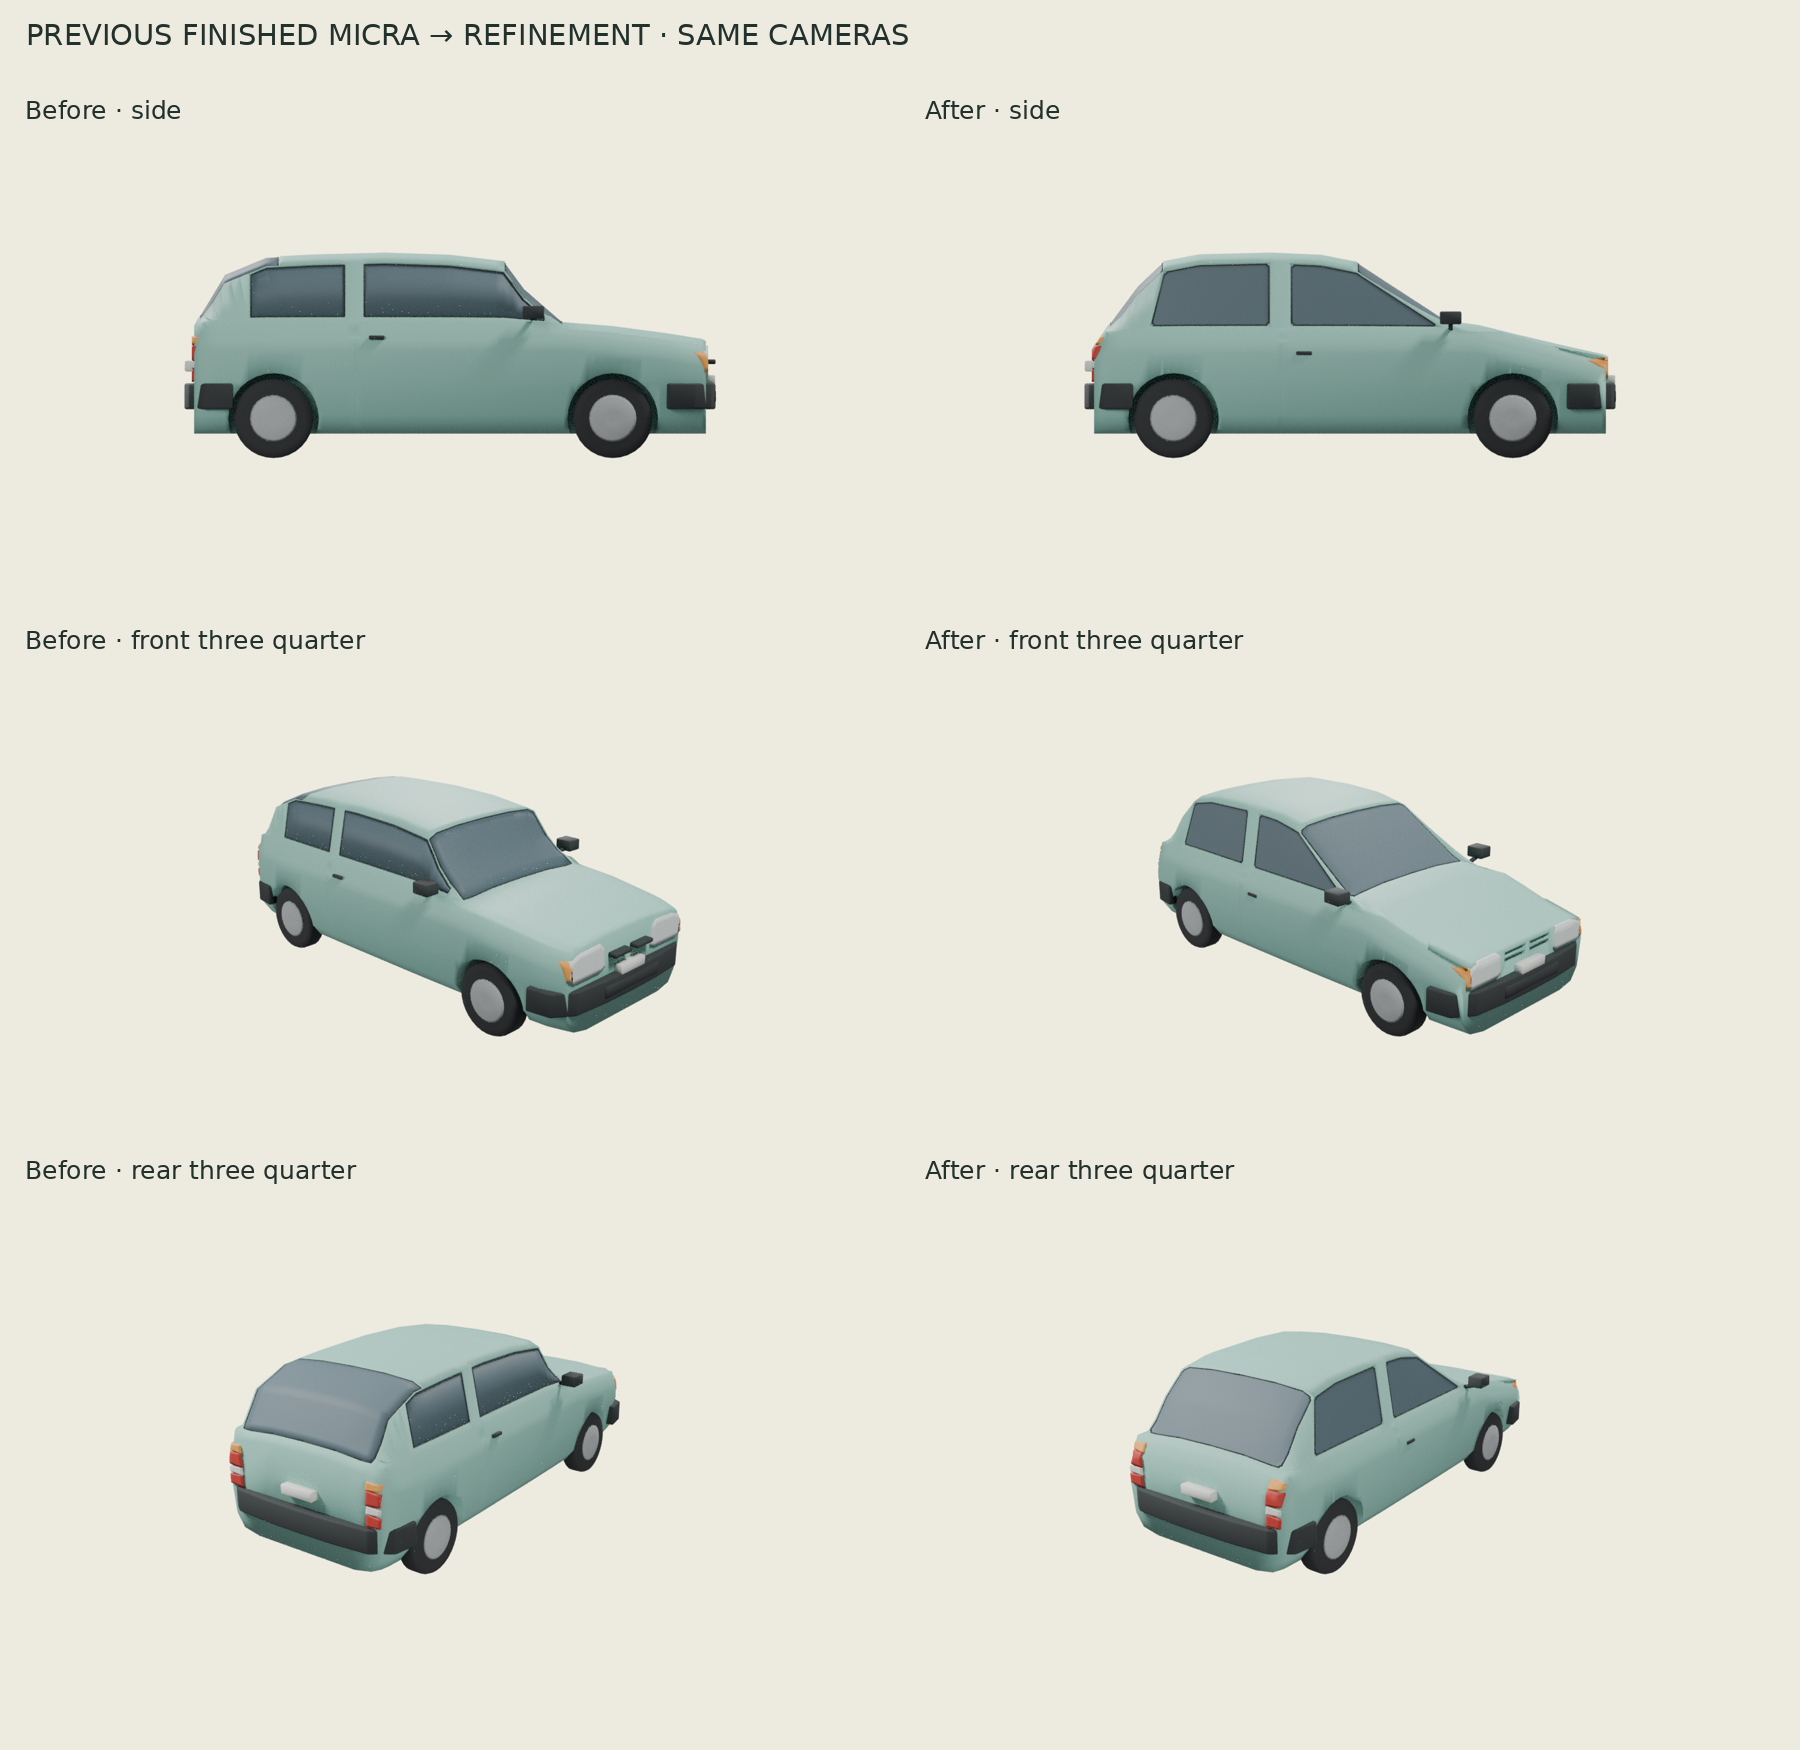 PREVIOUS FINISHED MICRA → REFINEMENT · SAME CAMERAS
Before · side
After · side
Before · front three quarter
After · front three quarter
Before · rear three quarter
After · rear three quarter